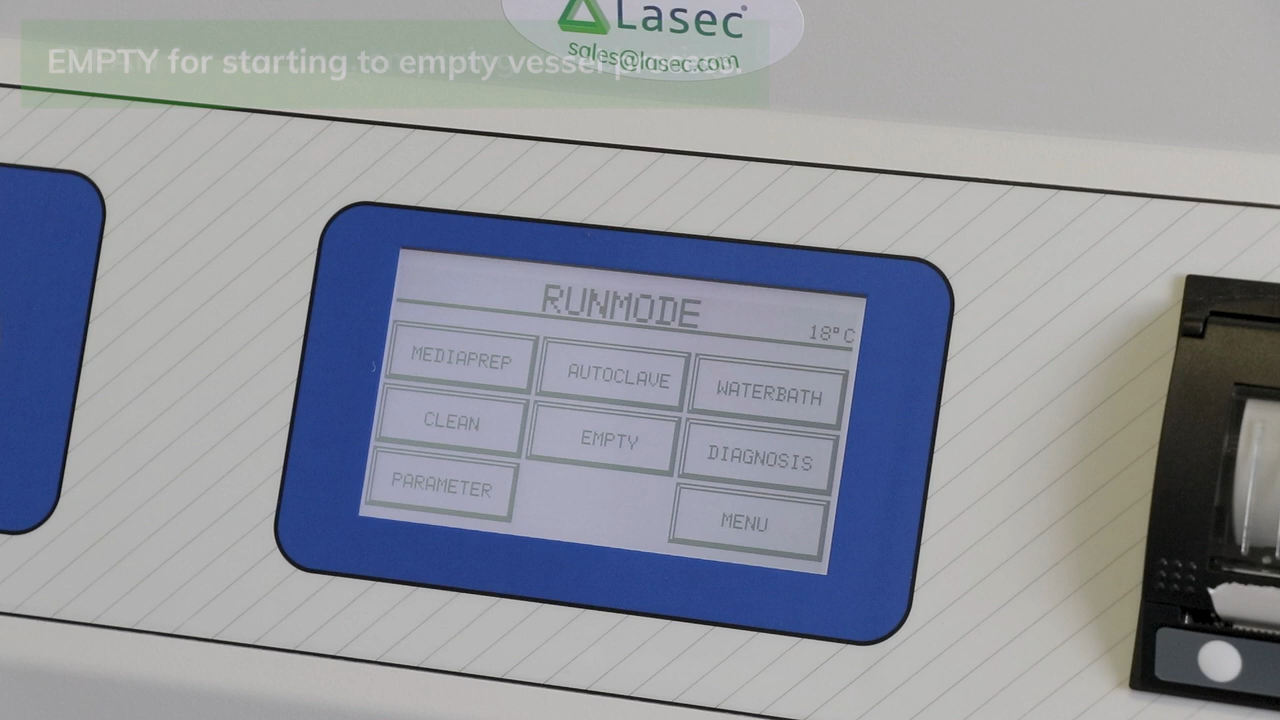 Lasec
sales@lasec.com
EMPTY for starting to empty vessel process.
RUNMODE
18°C
MEDIAPREP
AUTOCLAVE
WATERBATH
CLEAN
EMPTY
DIAGNOSIS
PARAMETER
MENU